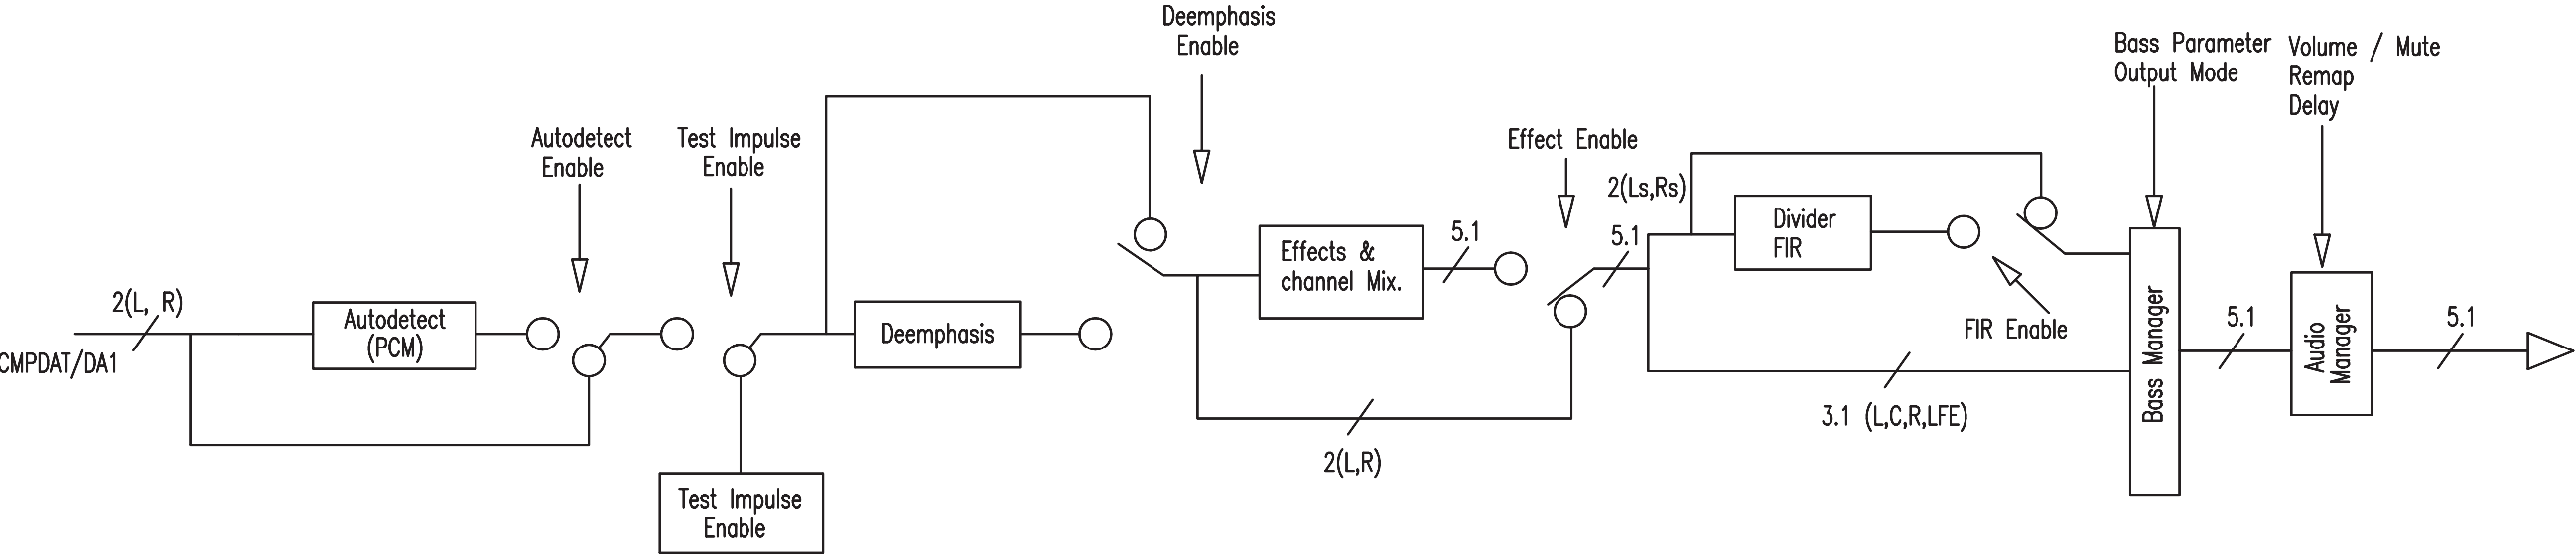 Deemphasis
Enable
Bass Parameter
Output Mode
Volume / Mute
Remap
Delay
Autodetect
Enable
Test Impulse
Enable
Effect Enable
2(Ls,Rs)
Divider
FIR
5.1
5.1
Effects &
channel Mix.
2(L, R)
CMPDAT/DA1
Autodetect
(PCM)
Deemphasis
FIR Enable
Bass Manager
5.1
Audio
Manager
5.1
3.1 (L,C,R,LFE)
2(L,R)
Test Impulse
Enable